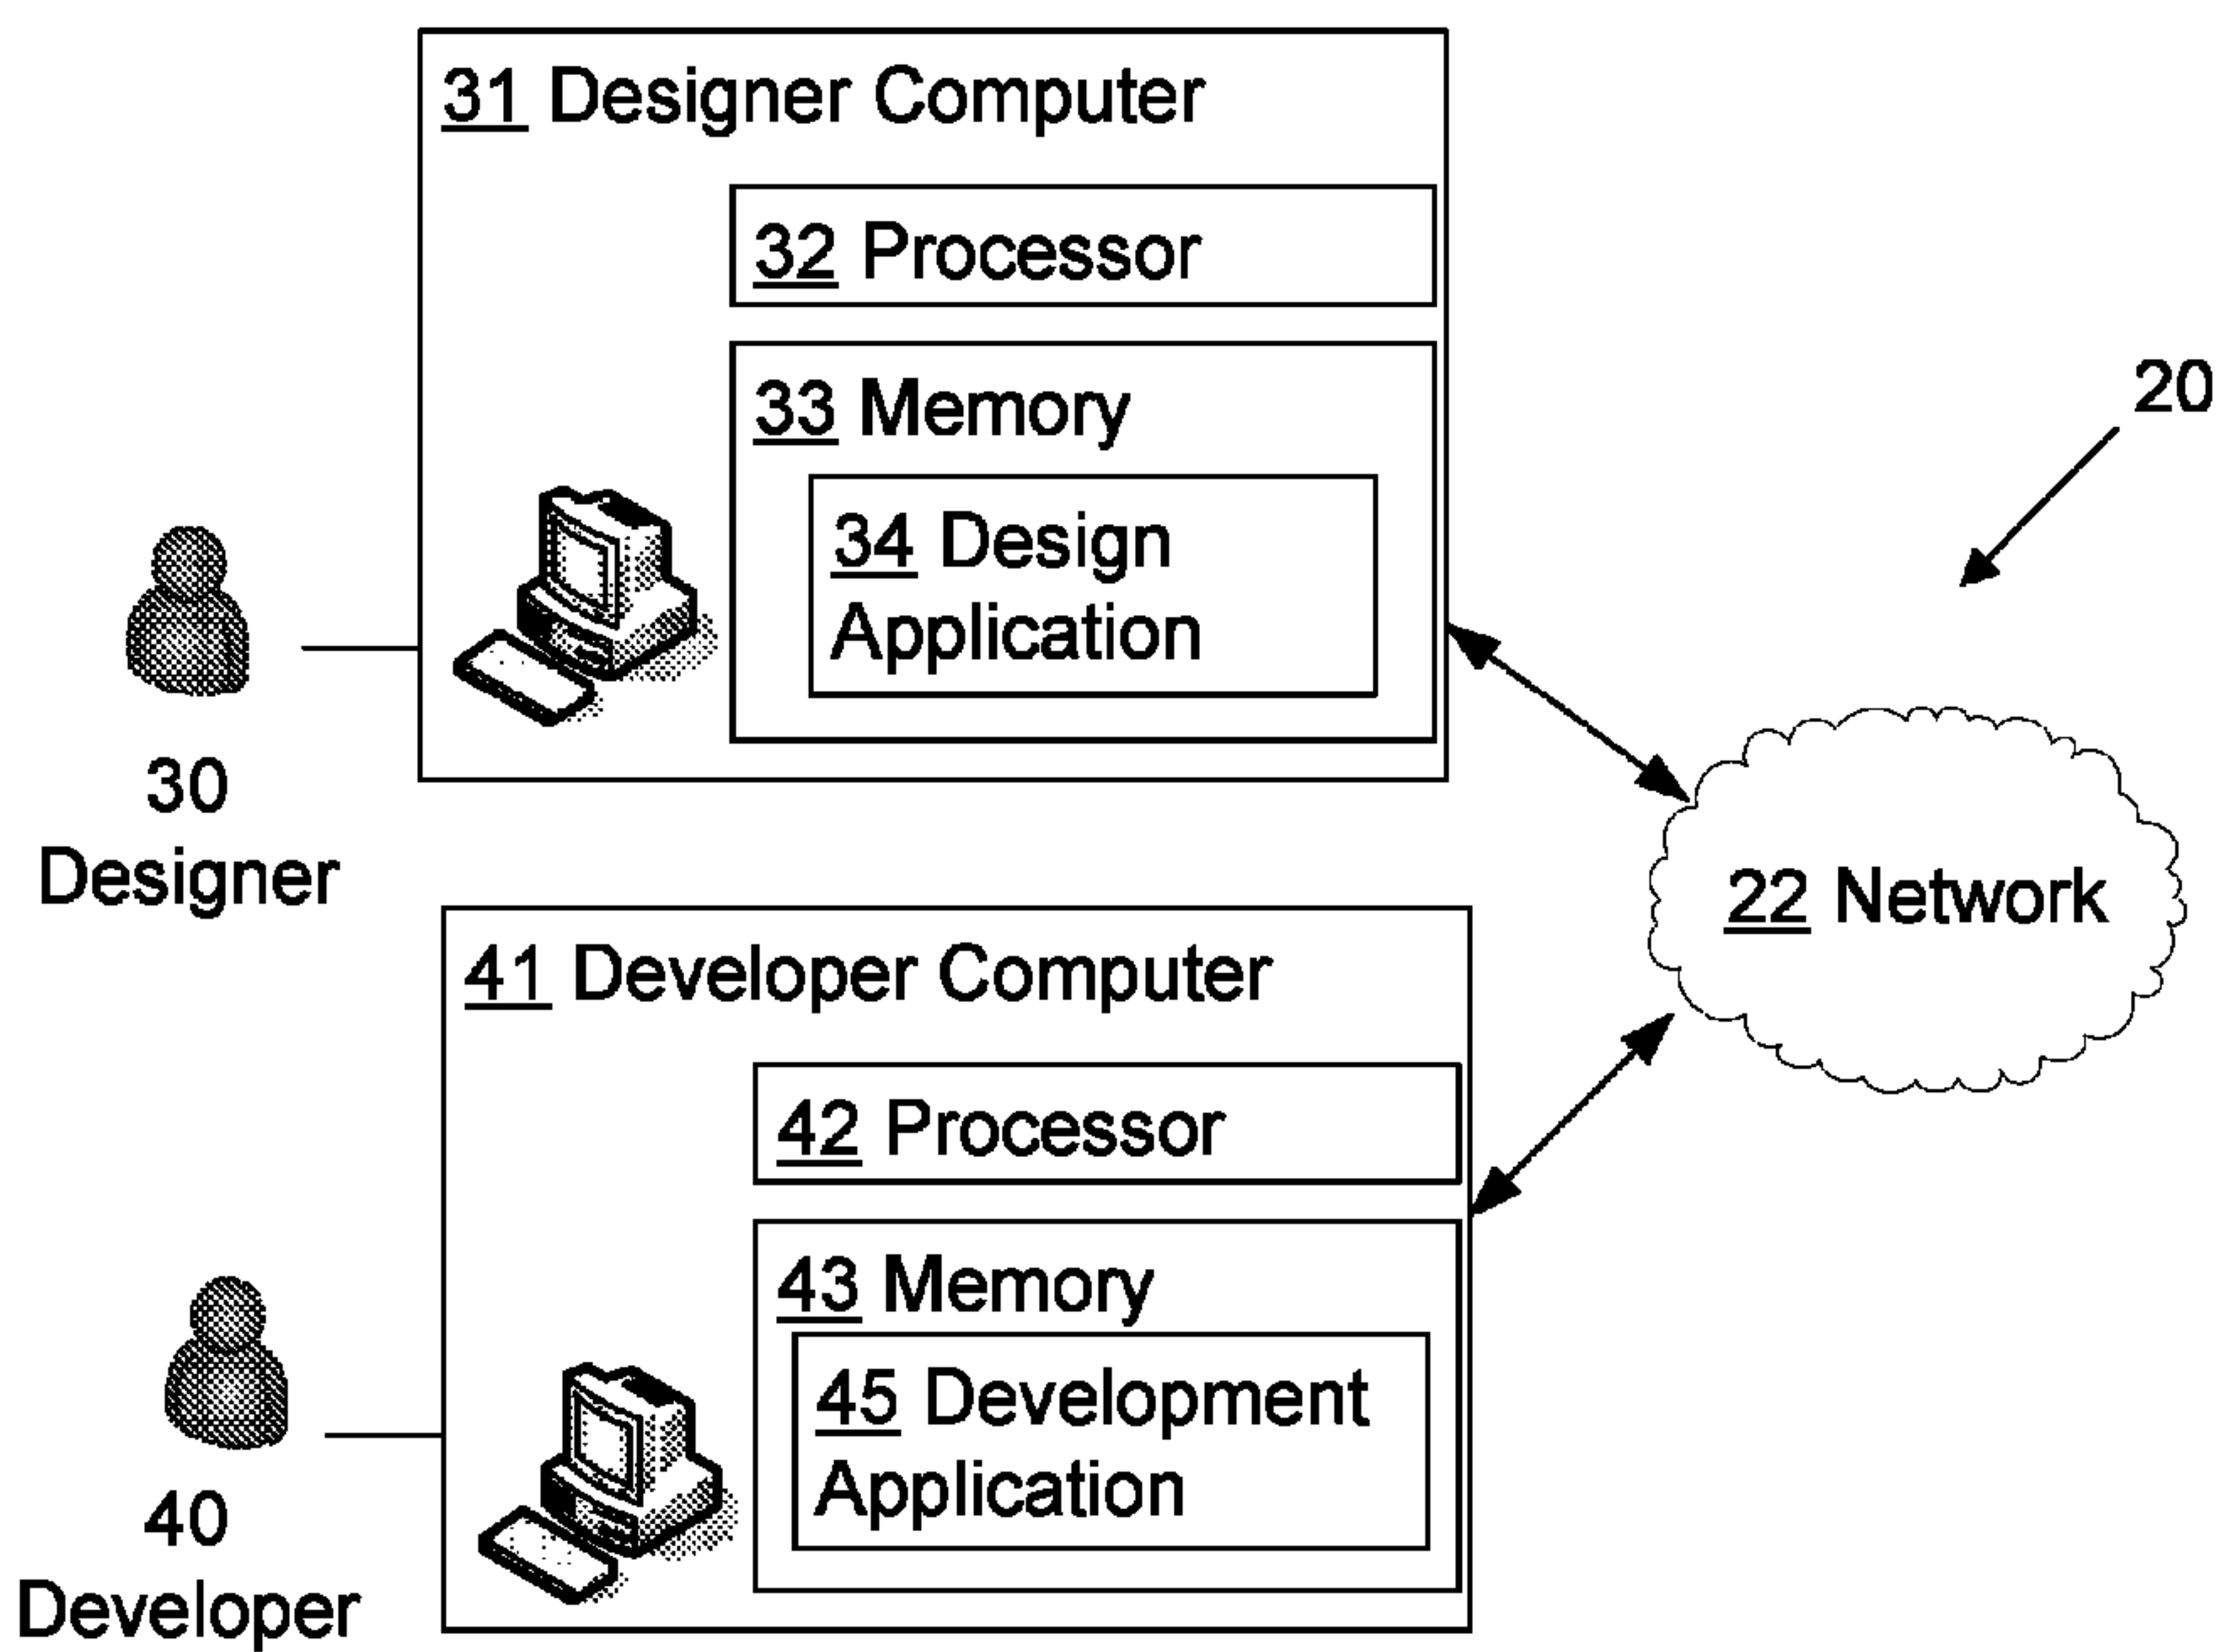 31 Designer Computer
32 Processor
33 Memory
34 Design
Application
30
Designer
20
22 Network
41 Developer Computer
42 Processor
43 Memory
45 Development
Application
40
Developer